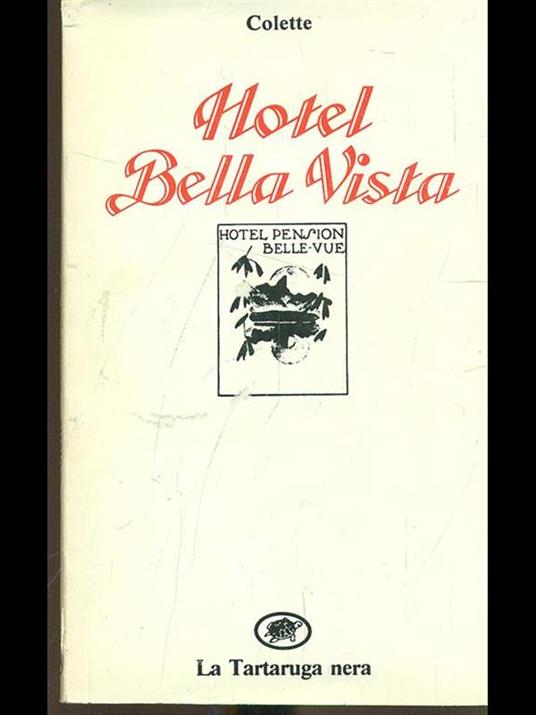 Colette
Hotel
Bella Vista
HOTEL PENSION
BELLE-VUE
La Tartaruga nera